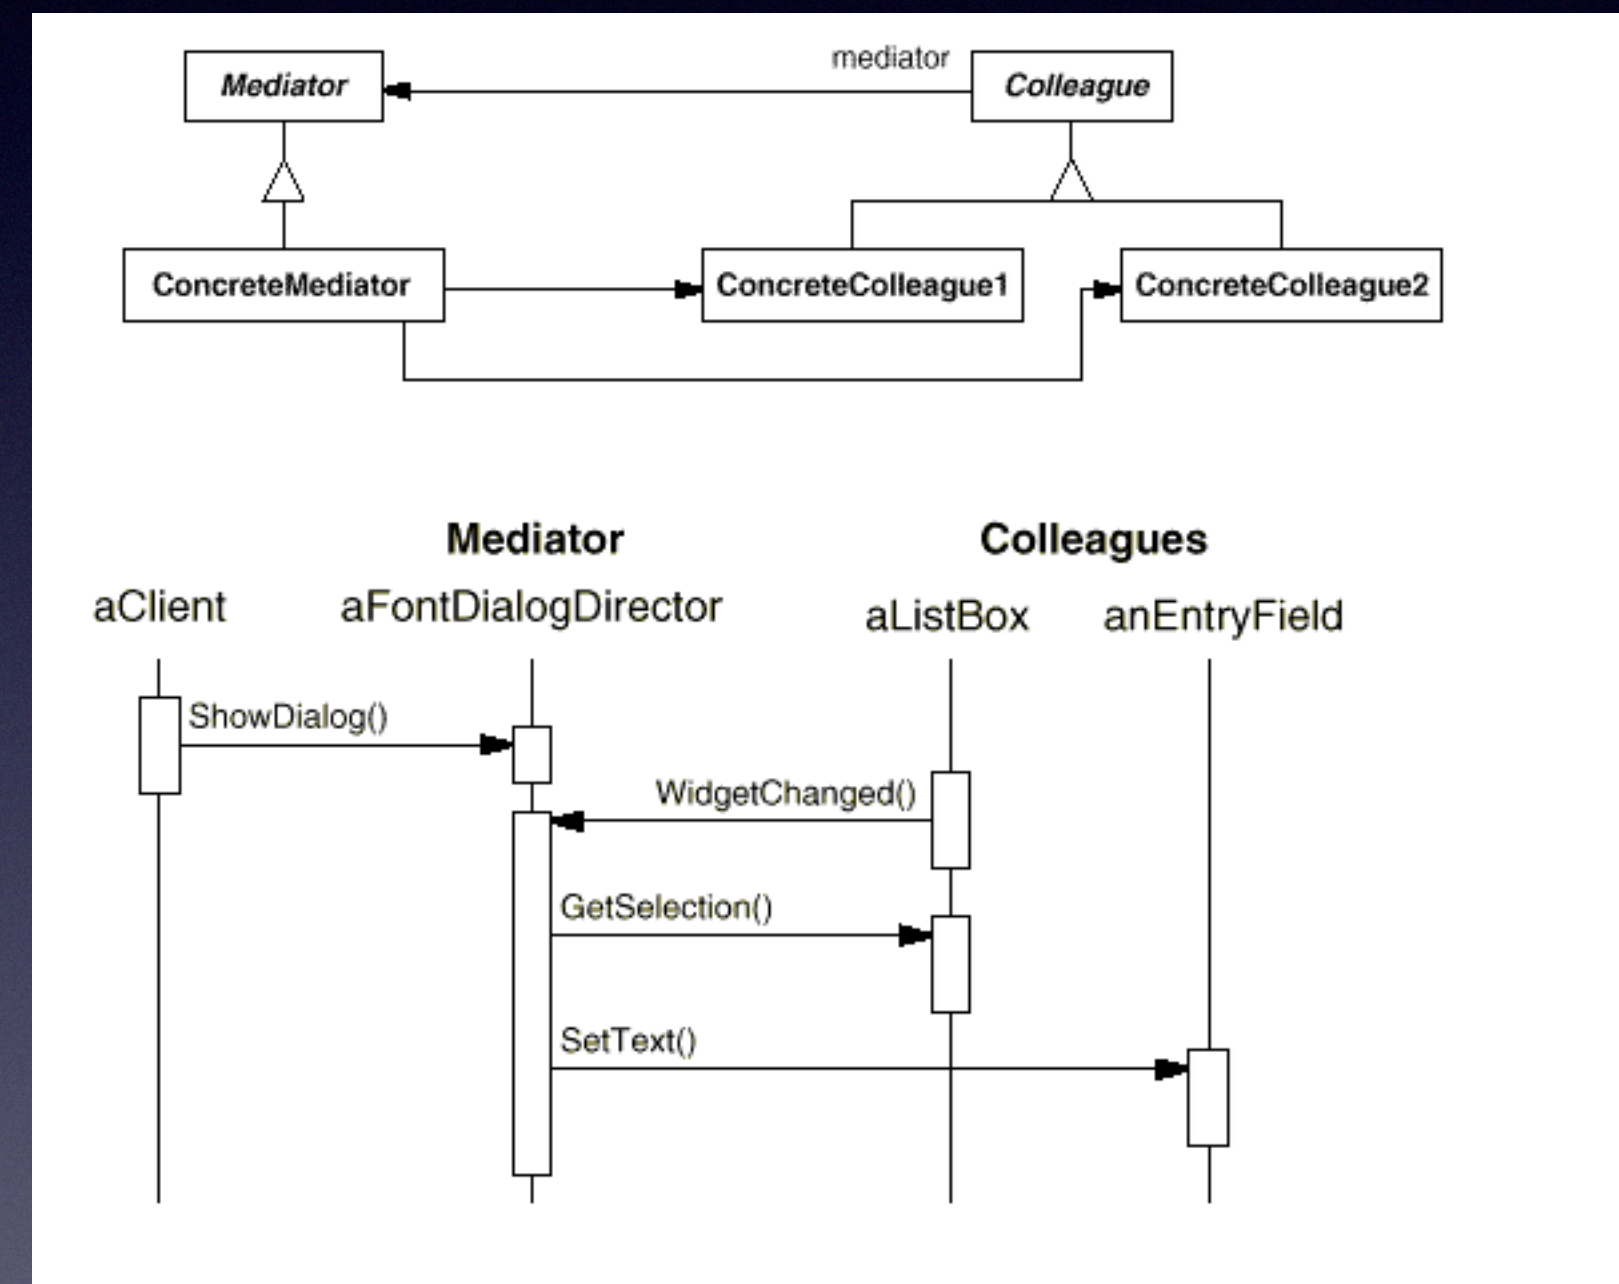 mediator
Mediator
Colleague
ConcreteMediator
ConcreteColleague1
ConcreteColleague2
Mediator
Colleagues
aClient
aFontDialogDirector
aListBox
anEntryField
ShowDialog()
WidgetChanged()
GetSelection()
SetText()